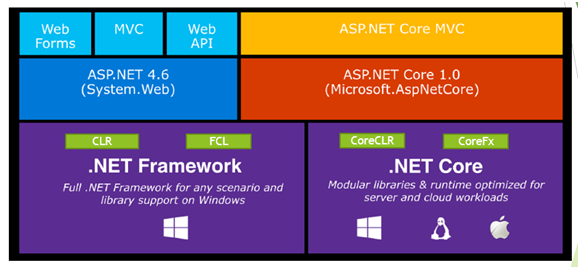 Web
Forms
MVC
Web
API
ASP.NET Core MVC
ASP.NET 4.6
(System.Web)
ASP.NET Core 1.0
(Microsoft.AspNetCore)
CLR
FCL
.NET Framework
Full .NET Framework for any scenario and
library support on Windows
CoreCLR
CoreFx
.NET Core
Modular libraries & runtime optimized for
server and cloud workloads